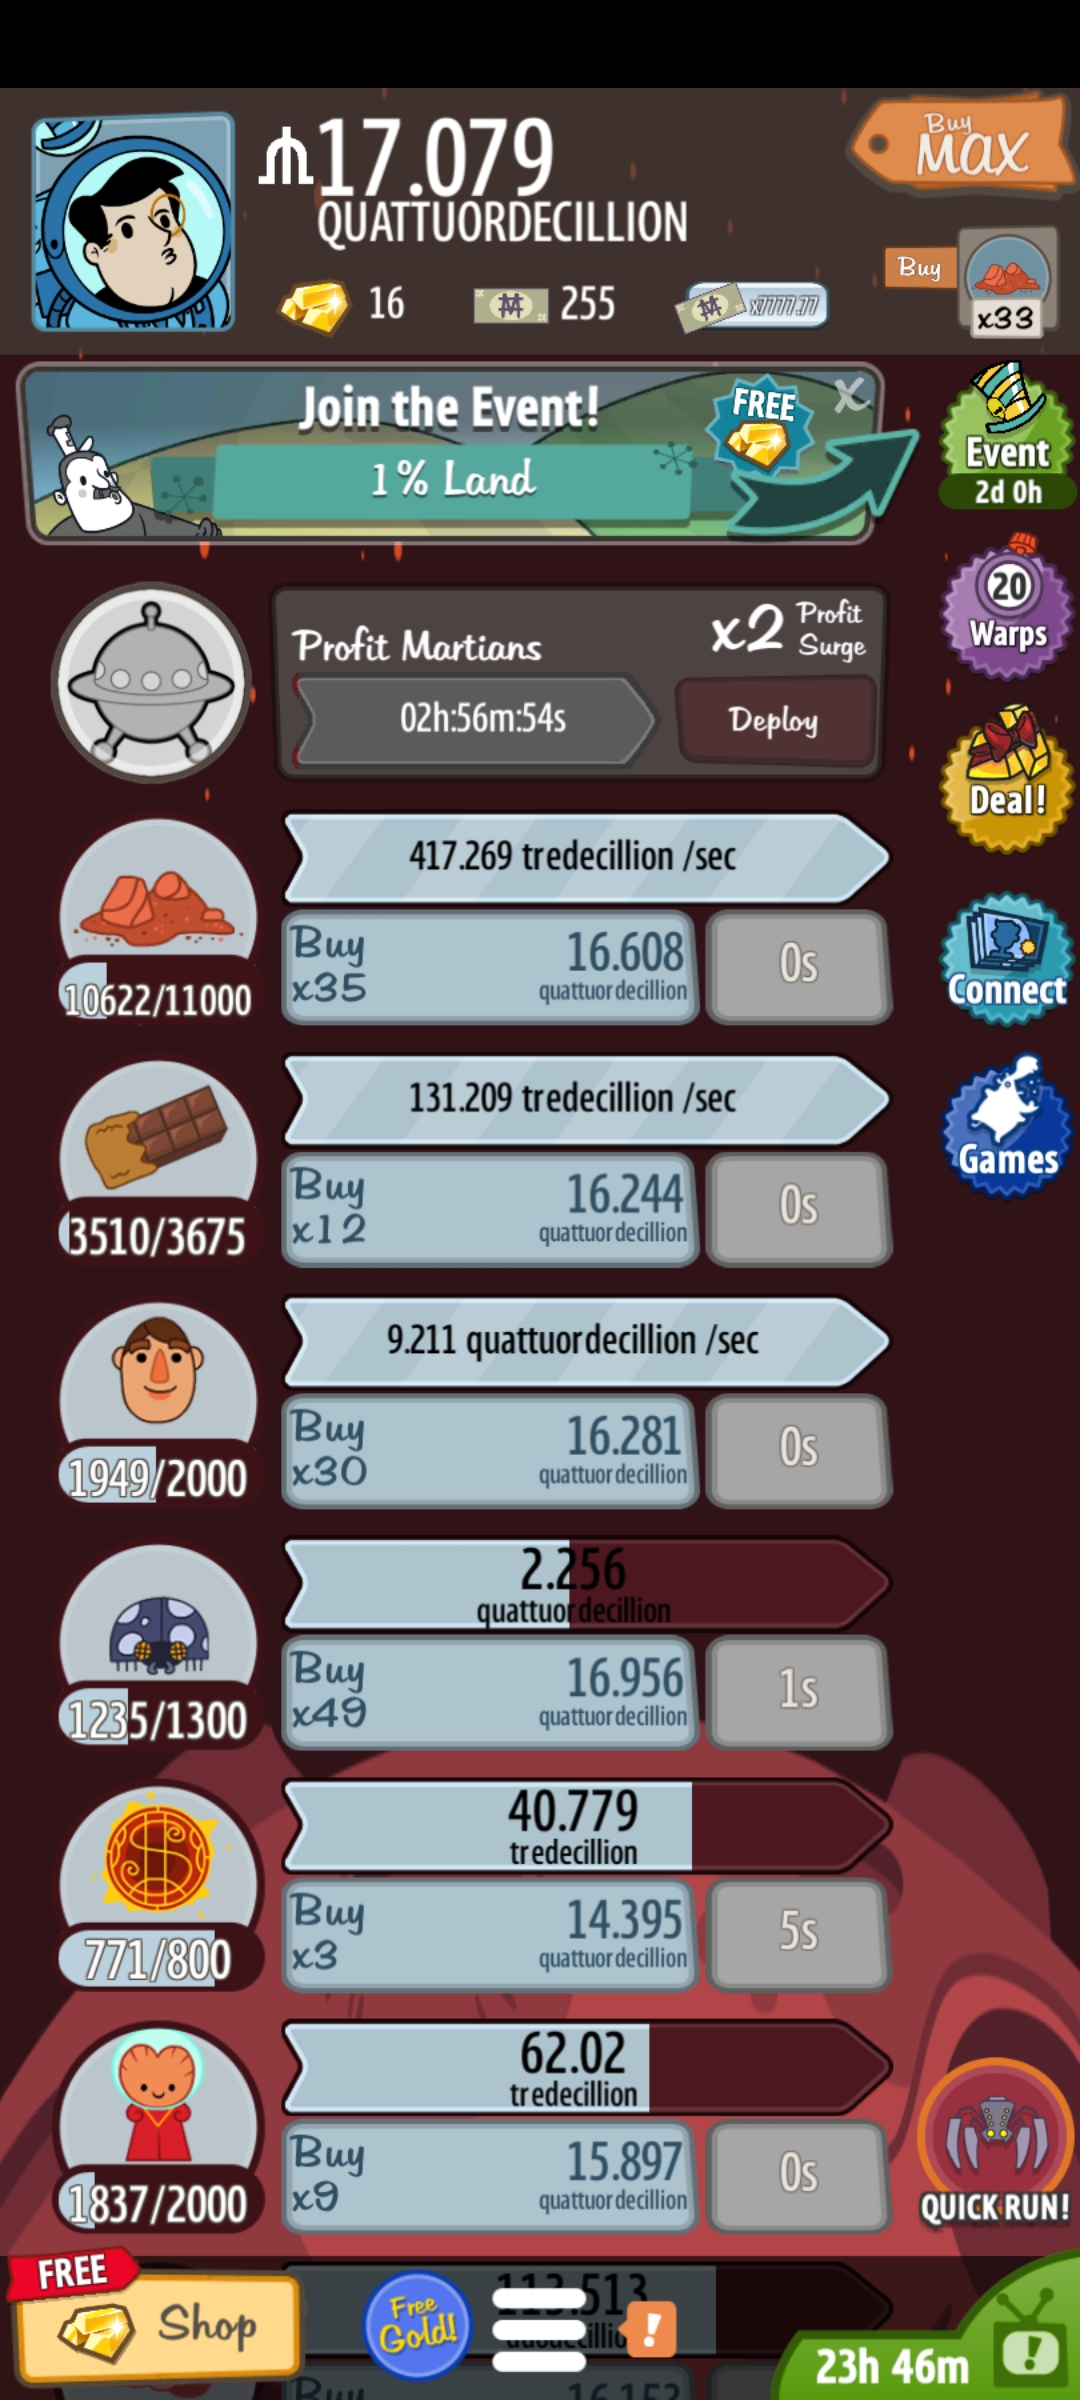 17.079
QUATTUORDECILLION
Buy
MAX
16
255
x7777.77
Buy
x33
Join the Event!
1% Land
FREE
X
Event
2d 0h
20
Warps
Deal!
Connect
Games
Profit Martians
x2 Profit Surge
02h:56m:54s
Deploy
417.269 tredecillion /sec
10622/11000
Buy
x35
16.608
quattuordecillion
0s
131.209 tredecillion /sec
3510/3675
Buy
x12
16.244
quattuordecillion
0s
9.211 quattuordecillion /sec
1949/2000
Buy
x30
16.281
quattuordecillion
0s
2.256
quattuordecillion
1235/1300
Buy
x49
16.956
quattuordecillion
1s
40.779
tredecillion
771/800
Buy
x3
14.395
quattuordecillion
5s
62.02
tredecillion
1837/2000
Buy
x9
15.897
quattuordecillion
0s
QUICK RUN!
FREE
Shop
Free
Gold!
!
23h 46m
!
Buy